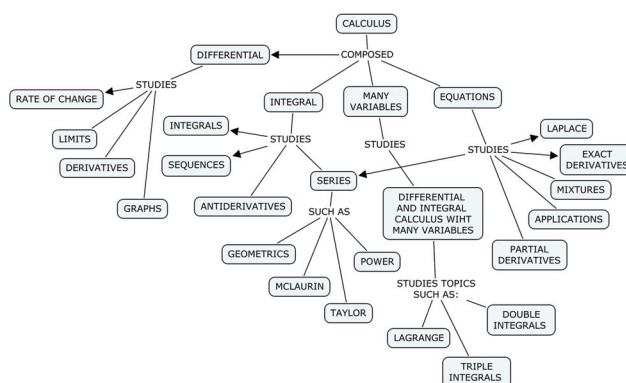 CALCULUS
DIFFERENTIAL
COMPOSED
STUDIES
RATE OF CHANGE
LIMITS
DERIVATIVES
GRAPHS
INTEGRAL
INTEGRALS
STUDIES
SEQUENCES
ANTIDERIVATIVES
SERIES
SUCH AS
GEOMETRICS
MCLAURIN
TAYLOR
POWER
MANY
VARIABLES
STUDIES
DIFFERENTIAL
AND INTEGRAL
CALCULUS WIHT
MANY VARIABLES
STUDIES TOPICS
SUCH AS:
LAGRANGE
TRIPLE
INTEGRALS
DOUBLE
INTEGRALS
EQUATIONS
STUDIES
LAPLACE
EXACT
DERIVATIVES
MIXTURES
APPLICATIONS
PARTIAL
DERIVATIVES